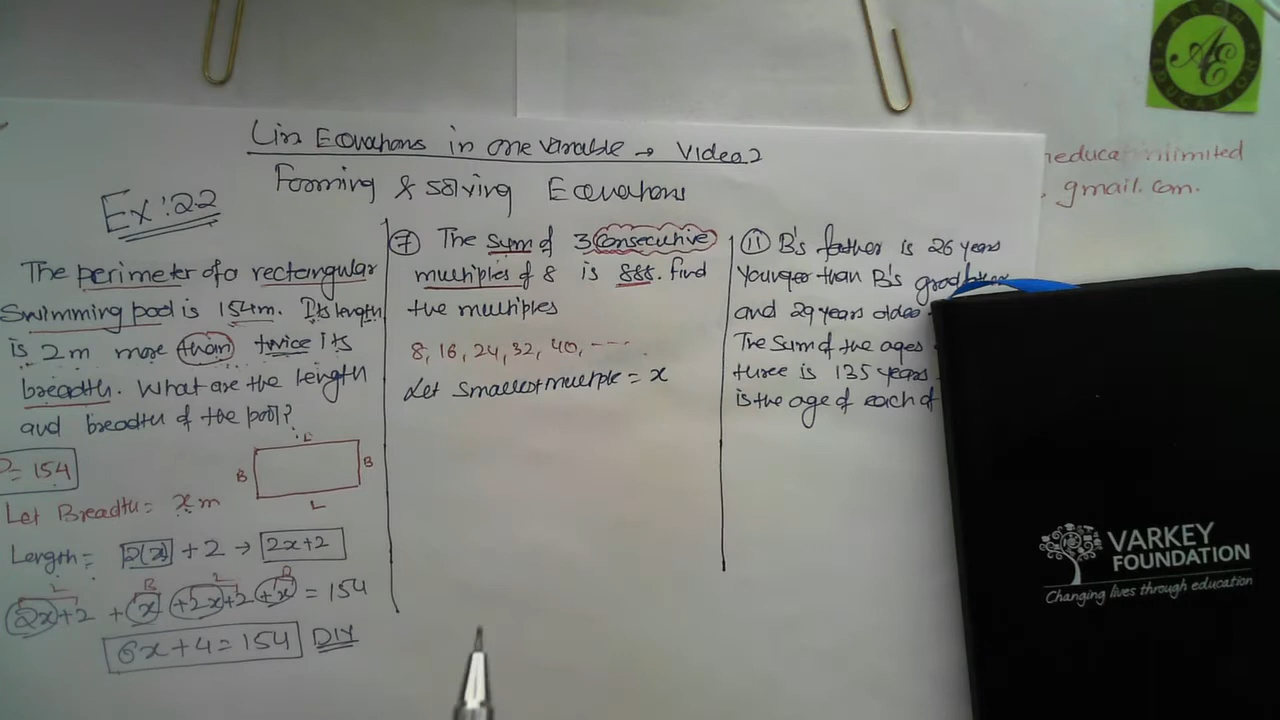 Lin Equations in one variable → Video 2
Forming & solving Equations
Ex: 2.2
The perimeter of a rectangular
Swimming pool is 154m. Its length
is 2m more than twice its
breadth. What are the length
and breadth of the pool?
P = 154
L
B
B
L
Let Breadth = x m
Length = 2(x) + 2 → 2x+2
L B L B
2x+2 + x +2x+2 +x = 154
6x+4=154 DIY
⑦ The sum of 3 consecutive
multiples of 8 is 888. find
the multiples
8, 16, 24, 32, 40, ----
Let Smallest multiple = x
⑪ B's father is 26 years
Younger than B's
and 29 years older
The Sum of the ages
three is 135 years
is the age of each of
ARCH EDUCATION
AE
gmail.com.
VARKEY
FOUNDATION
Changing lives through education